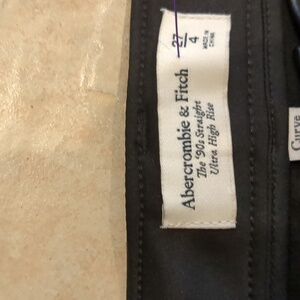 Abercrombie & Fitch
The '90s Straight
Ultra High Rise
27
4
MADE IN
CHINA
Curve